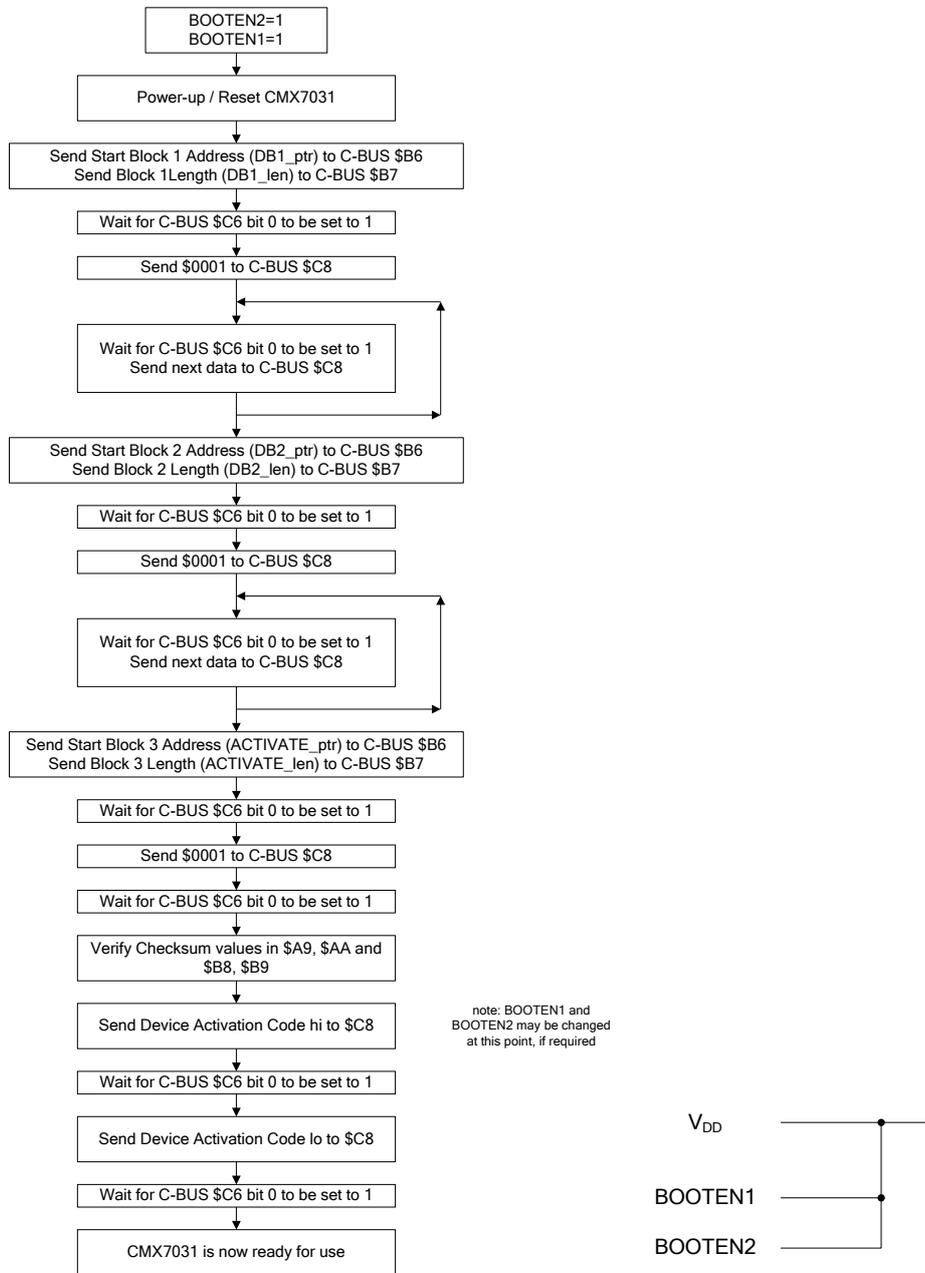 BOOTEN2=1
BOOTEN1=1
Power-up / Reset CMX7031
Send Start Block 1 Address (DB1_ptr) to C-BUS $B6
Send Block 1Length (DB1_len) to C-BUS $B7
Wait for C-BUS $C6 bit 0 to be set to 1
Send $0001 to C-BUS $C8
Wait for C-BUS $C6 bit 0 to be set to 1
Send next data to C-BUS $C8
Send Start Block 2 Address (DB2_ptr) to C-BUS $B6
Send Block 2 Length (DB2_len) to C-BUS $B7
Wait for C-BUS $C6 bit 0 to be set to 1
Send $0001 to C-BUS $C8
Wait for C-BUS $C6 bit 0 to be set to 1
Send next data to C-BUS $C8
Send Start Block 3 Address (ACTIVATE_ptr) to C-BUS $B6
Send Block 3 Length (ACTIVATE_len) to C-BUS $B7
Wait for C-BUS $C6 bit 0 to be set to 1
Send $0001 to C-BUS $C8
Wait for C-BUS $C6 bit 0 to be set to 1
Verify Checksum values in $A9, $AA and
$B8, $B9
Send Device Activation Code hi to $C8
note: BOOTEN1 and
BOOTEN2 may be changed
at this point, if required
Wait for C-BUS $C6 bit 0 to be set to 1
Send Device Activation Code lo to $C8
Wait for C-BUS $C6 bit 0 to be set to 1
CMX7031 is now ready for use
VDD
BOOTEN1
BOOTEN2